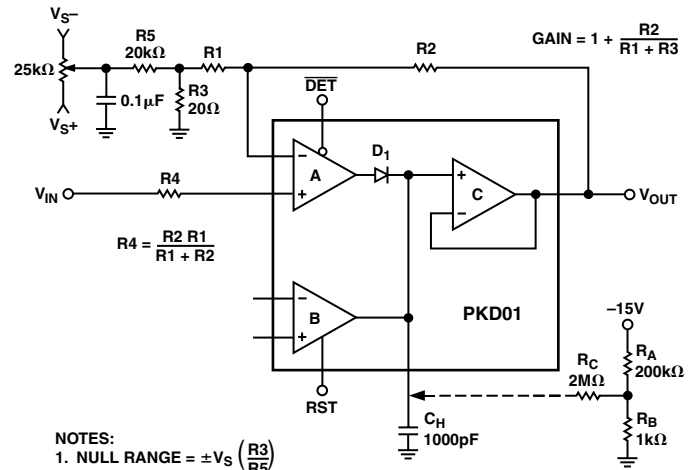 V_S–
R5
20kΩ
R1
R2
GAIN = 1 + R2 / (R1 + R3)
25kΩ
0.1µF
R3
20Ω
DET
V_S+
D₁
–
+
A
+
–
C
V_IN
R4
V_OUT
R4 = R2 R1 / (R1 + R2)
–
+
B
PKD01
–15V
R_A
200kΩ
R_C
2MΩ
RST
R_B
1kΩ
C_H
1000pF
NOTES:
1. NULL RANGE = ±V_S (R3 / R5)